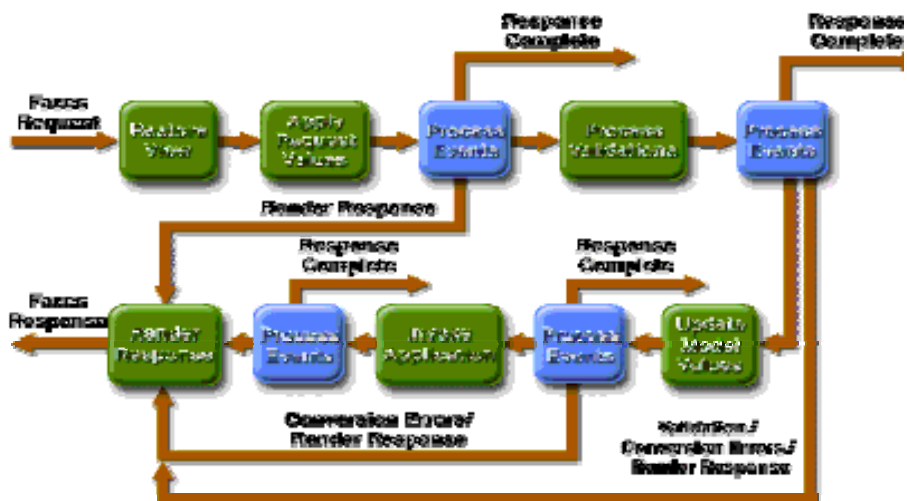 Response
Complete
Response
Complete
Faces
Request
Restore
View
Apply
Request
Values
Process
Events
Process
Validations
Process
Events
Render Response
Response
Complete
Response
Complete
Faces
Response
Render
Response
Process
Events
Invoke
Application
Process
Events
Update
Model
Values
Conversion Errors/
Render Response
Validation/
Conversion Errors/
Render Response